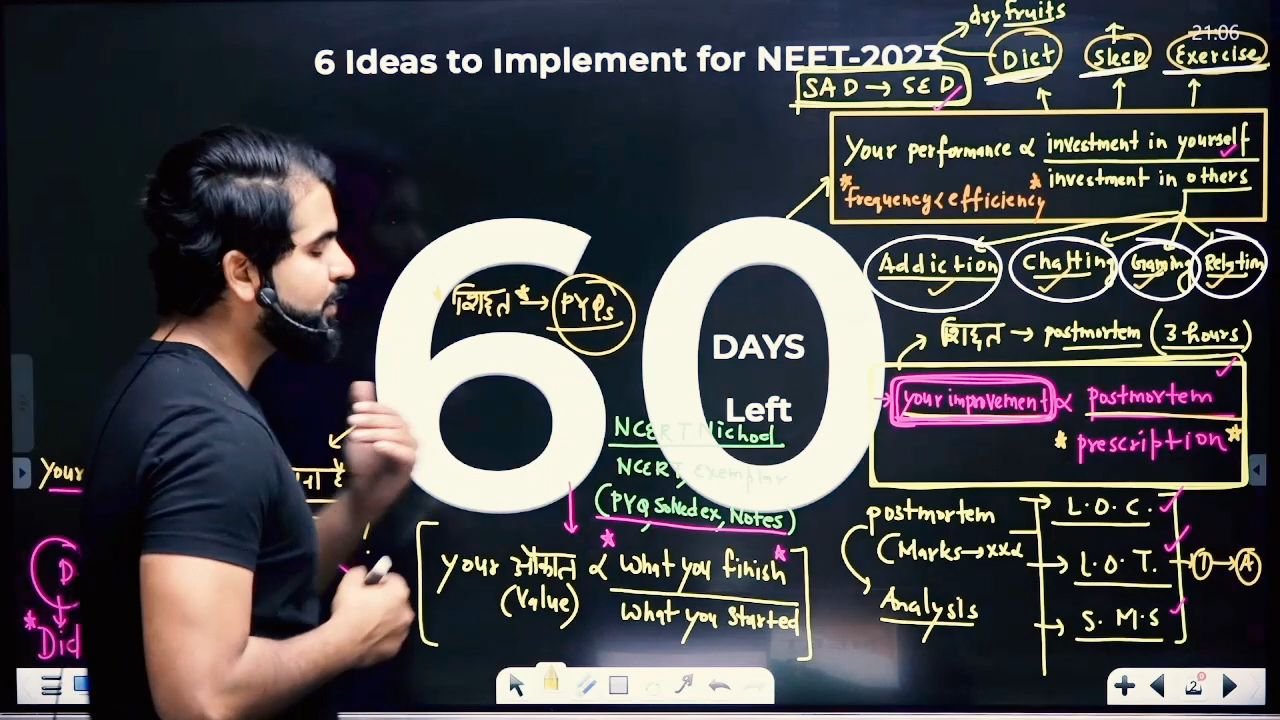 dry fruits
21:06
6 Ideas to Implement for NEET-2023
Diet
Sleep
Exercise
SAD → SED
Your performance ∝ investment in yourself
investment in others
*frequency < efficiency*
Addiction
Chatting
Gaming
Relation
*शिद्दत* → PYQs
शिद्दत → postmortem (3 hours)
60
DAYS
Left
your improvement ∝ postmortem
*prescription*
NCERT Nichod
NCERT exemplar
(PYQ, Solved ex, Notes)
Your
postmortem
(Marks → xxx
Analysis
L.O.C.
L.O.T.
S.M.S
T → A
Your औकात ∝ what you finish
(Value)
What you Started
D
*Did
2